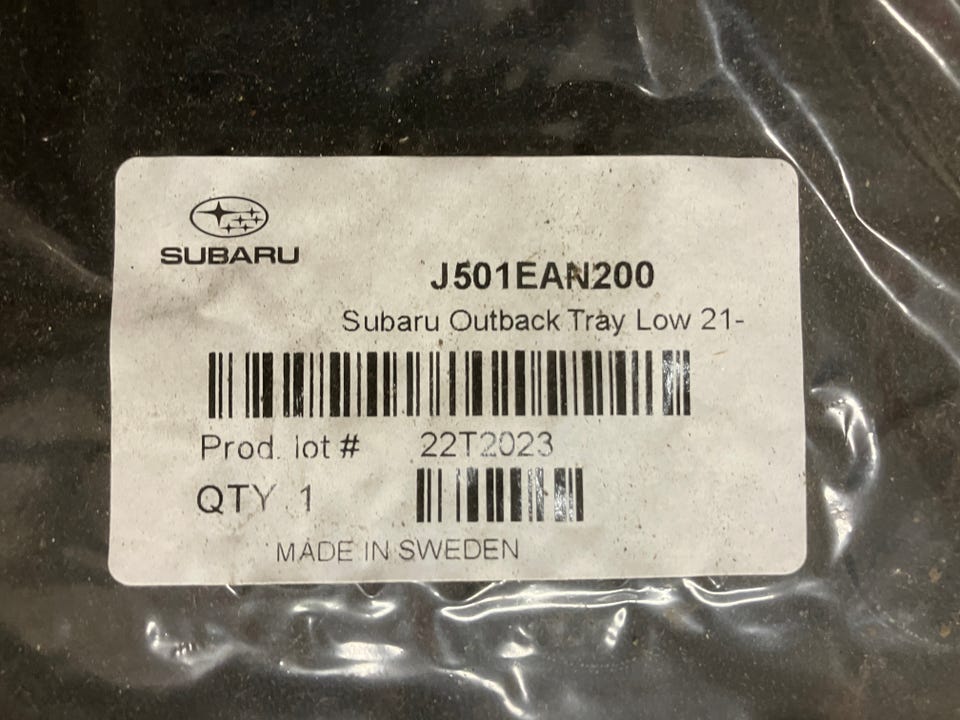 SUBARU
J501EAN200
Subaru Outback Tray Low 21-
Prod. lot # 22T2023
QTY 1
MADE IN SWEDEN